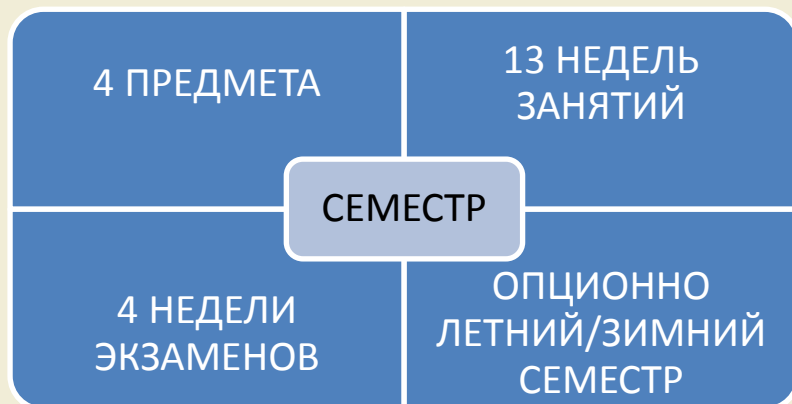 4 ПРЕДМЕТА
13 НЕДЕЛЬ
ЗАНЯТИЙ
СЕМЕСТР
4 НЕДЕЛИ
ЭКЗАМЕНОВ
ОПЦИОННО
ЛЕТНИЙ/ЗИМНИЙ
СЕМЕСТР